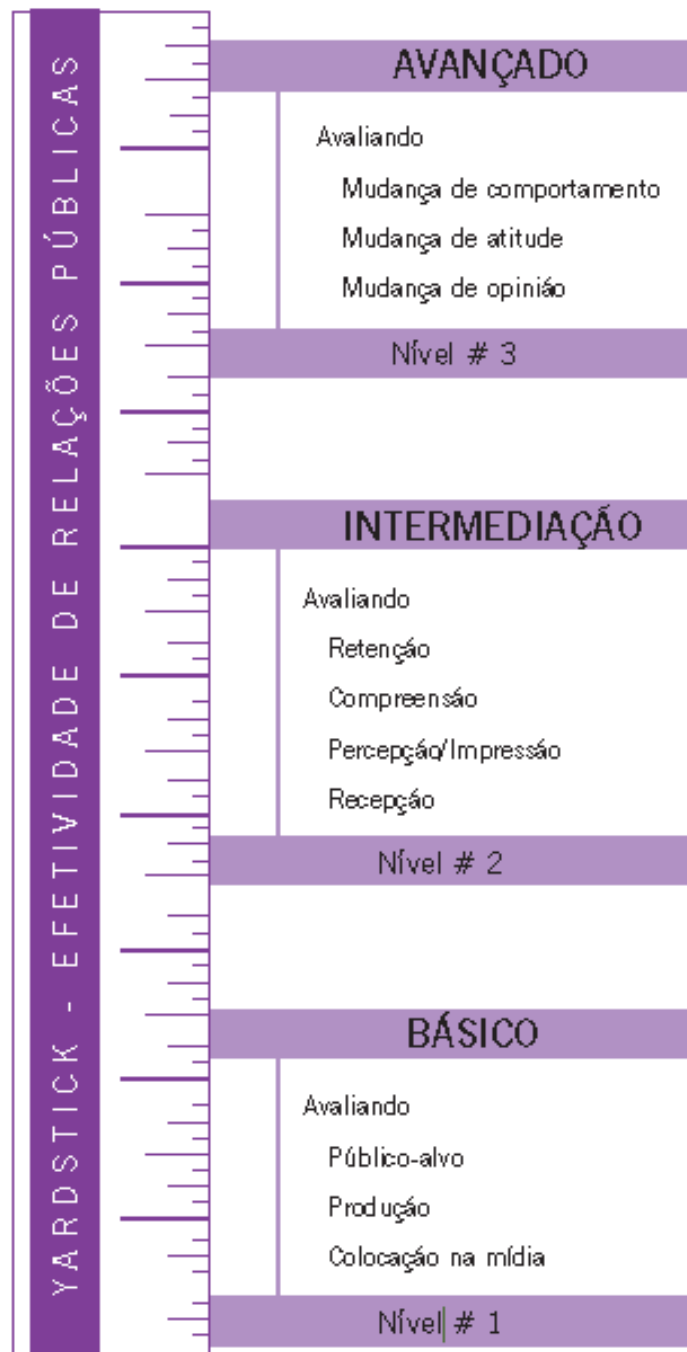 YARDSTICK - EFETIVIDADE DE RELAÇÕES PÚBLICAS
AVANÇADO
Avaliando
Mudança de comportamento
Mudança de atitude
Mudança de opinião
Nível # 3
INTERMEDIAÇÃO
Avaliando
Retenção
Compreensão
Percepção/Impressão
Recepção
Nível # 2
BÁSICO
Avaliando
Público-alvo
Produção
Colocação na mídia
Nível # 1